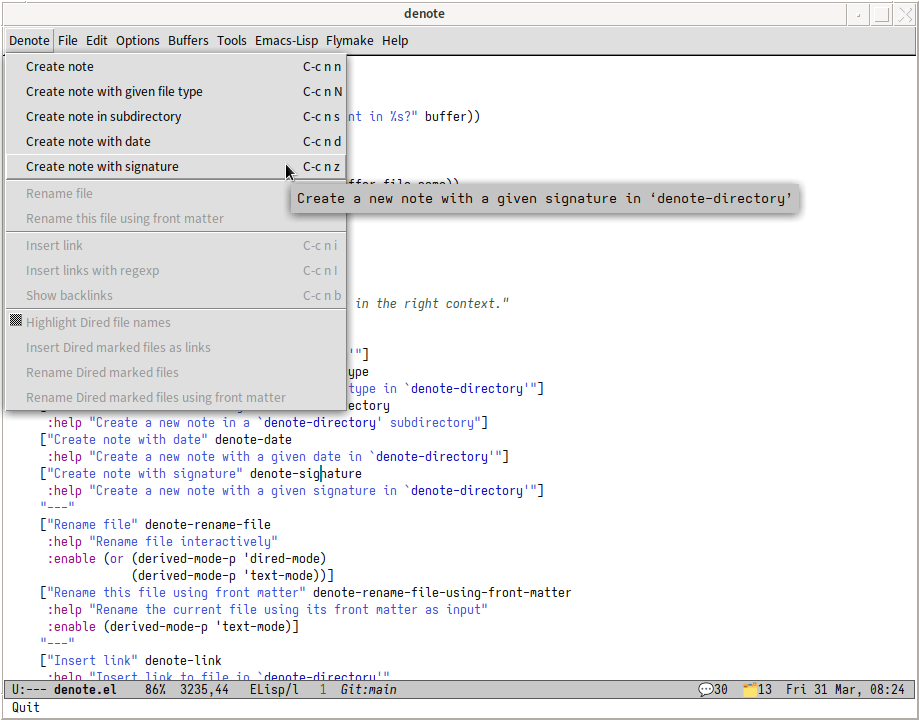 denote
Denote File Edit Options Buffers Tools Emacs-Lisp Flymake Help
Create note C-c n n
Create note with given file type C-c n N
Create note in subdirectory C-c n s
Create note with date C-c n d
Create note with signature C-c n z
Rename file
Rename this file using front matter
Insert link C-c n i
Insert links with regexp C-c n I
Show backlinks C-c n b
Highlight Dired file names
Insert Dired marked files as links
Rename Dired marked files
Rename Dired marked files using front matter
Create a new note with a given signature in ‘denote-directory’
nt in %s?" buffer))
in the right context."
'"]
ype
type in `denote-directory'"]
ectory
:help "Create a new note in a `denote-directory' subdirectory"]
["Create note with date" denote-date
:help "Create a new note with a given date in `denote-directory'"]
["Create note with signature" denote-signature
:help "Create a new note with a given signature in `denote-directory'"]
"---"
["Rename file" denote-rename-file
:help "Rename file interactively"
:enable (or (derived-mode-p 'dired-mode)
(derived-mode-p 'text-mode))]
["Rename this file using front matter" denote-rename-file-using-front-matter
:help "Rename the current file using its front matter as input"
:enable (derived-mode-p 'text-mode)]
"---"
["Insert link" denote-link
:help "Insert link to file in `denote-directory'"
U:--- denote.el 86% 3235,44 ELisp/l 1 Git:main 30 13 Fri 31 Mar, 08:24
Quit